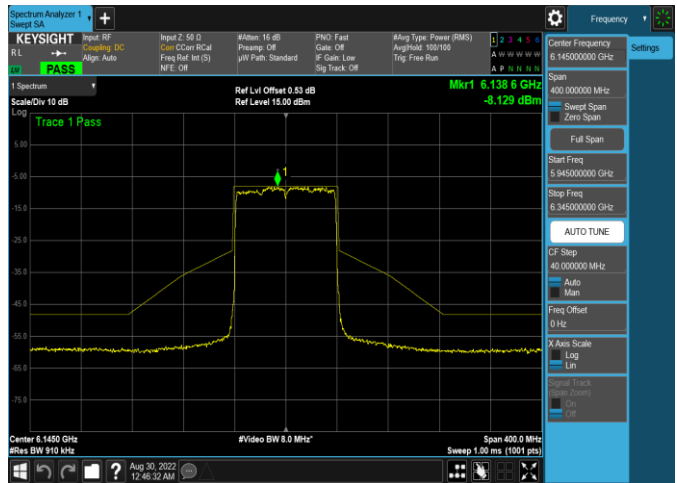 Spectrum Analyzer 1
Swept SA
Frequency
KEYSIGHT
RL
PASS
Input: RF
Coupling: DC
Align: Auto
Input Z: 50 Ω
Corr CCorr RCal
Freq Ref: Int (S)
NFE: Off
#Atten: 16 dB
Preamp: Off
µW Path: Standard
PNO: Fast
Gate: Off
IF Gain: Low
Sig Track: Off
#Avg Type: Power (RMS)
Avg|Hold: 100/100
Trig: Free Run
1 2 3 4 5 6
A W W W W W
A P N N N N
1 Spectrum
Scale/Div 10 dB
Log
Ref Lvl Offset 0.53 dB
Ref Level 15.00 dBm
Mkr1 6.138 6 GHz
-8.129 dBm
Trace 1 Pass
1
5.00
-5.00
-15.0
-25.0
-35.0
-45.0
-55.0
-65.0
-75.0
Center 6.1450 GHz
#Res BW 910 kHz
#Video BW 8.0 MHz*
Span 400.0 MHz
Sweep 1.00 ms (1001 pts)
Center Frequency
6.145000000 GHz
Settings
Span
400.000000 MHz
Swept Span
Zero Span
Full Span
Start Freq
5.945000000 GHz
Stop Freq
6.345000000 GHz
AUTO TUNE
CF Step
40.000000 MHz
Auto
Man
Freq Offset
0 Hz
X Axis Scale
Log
Lin
Signal Track
(Span Zoom)
On
Off
Aug 30, 2022
12:46:32 AM